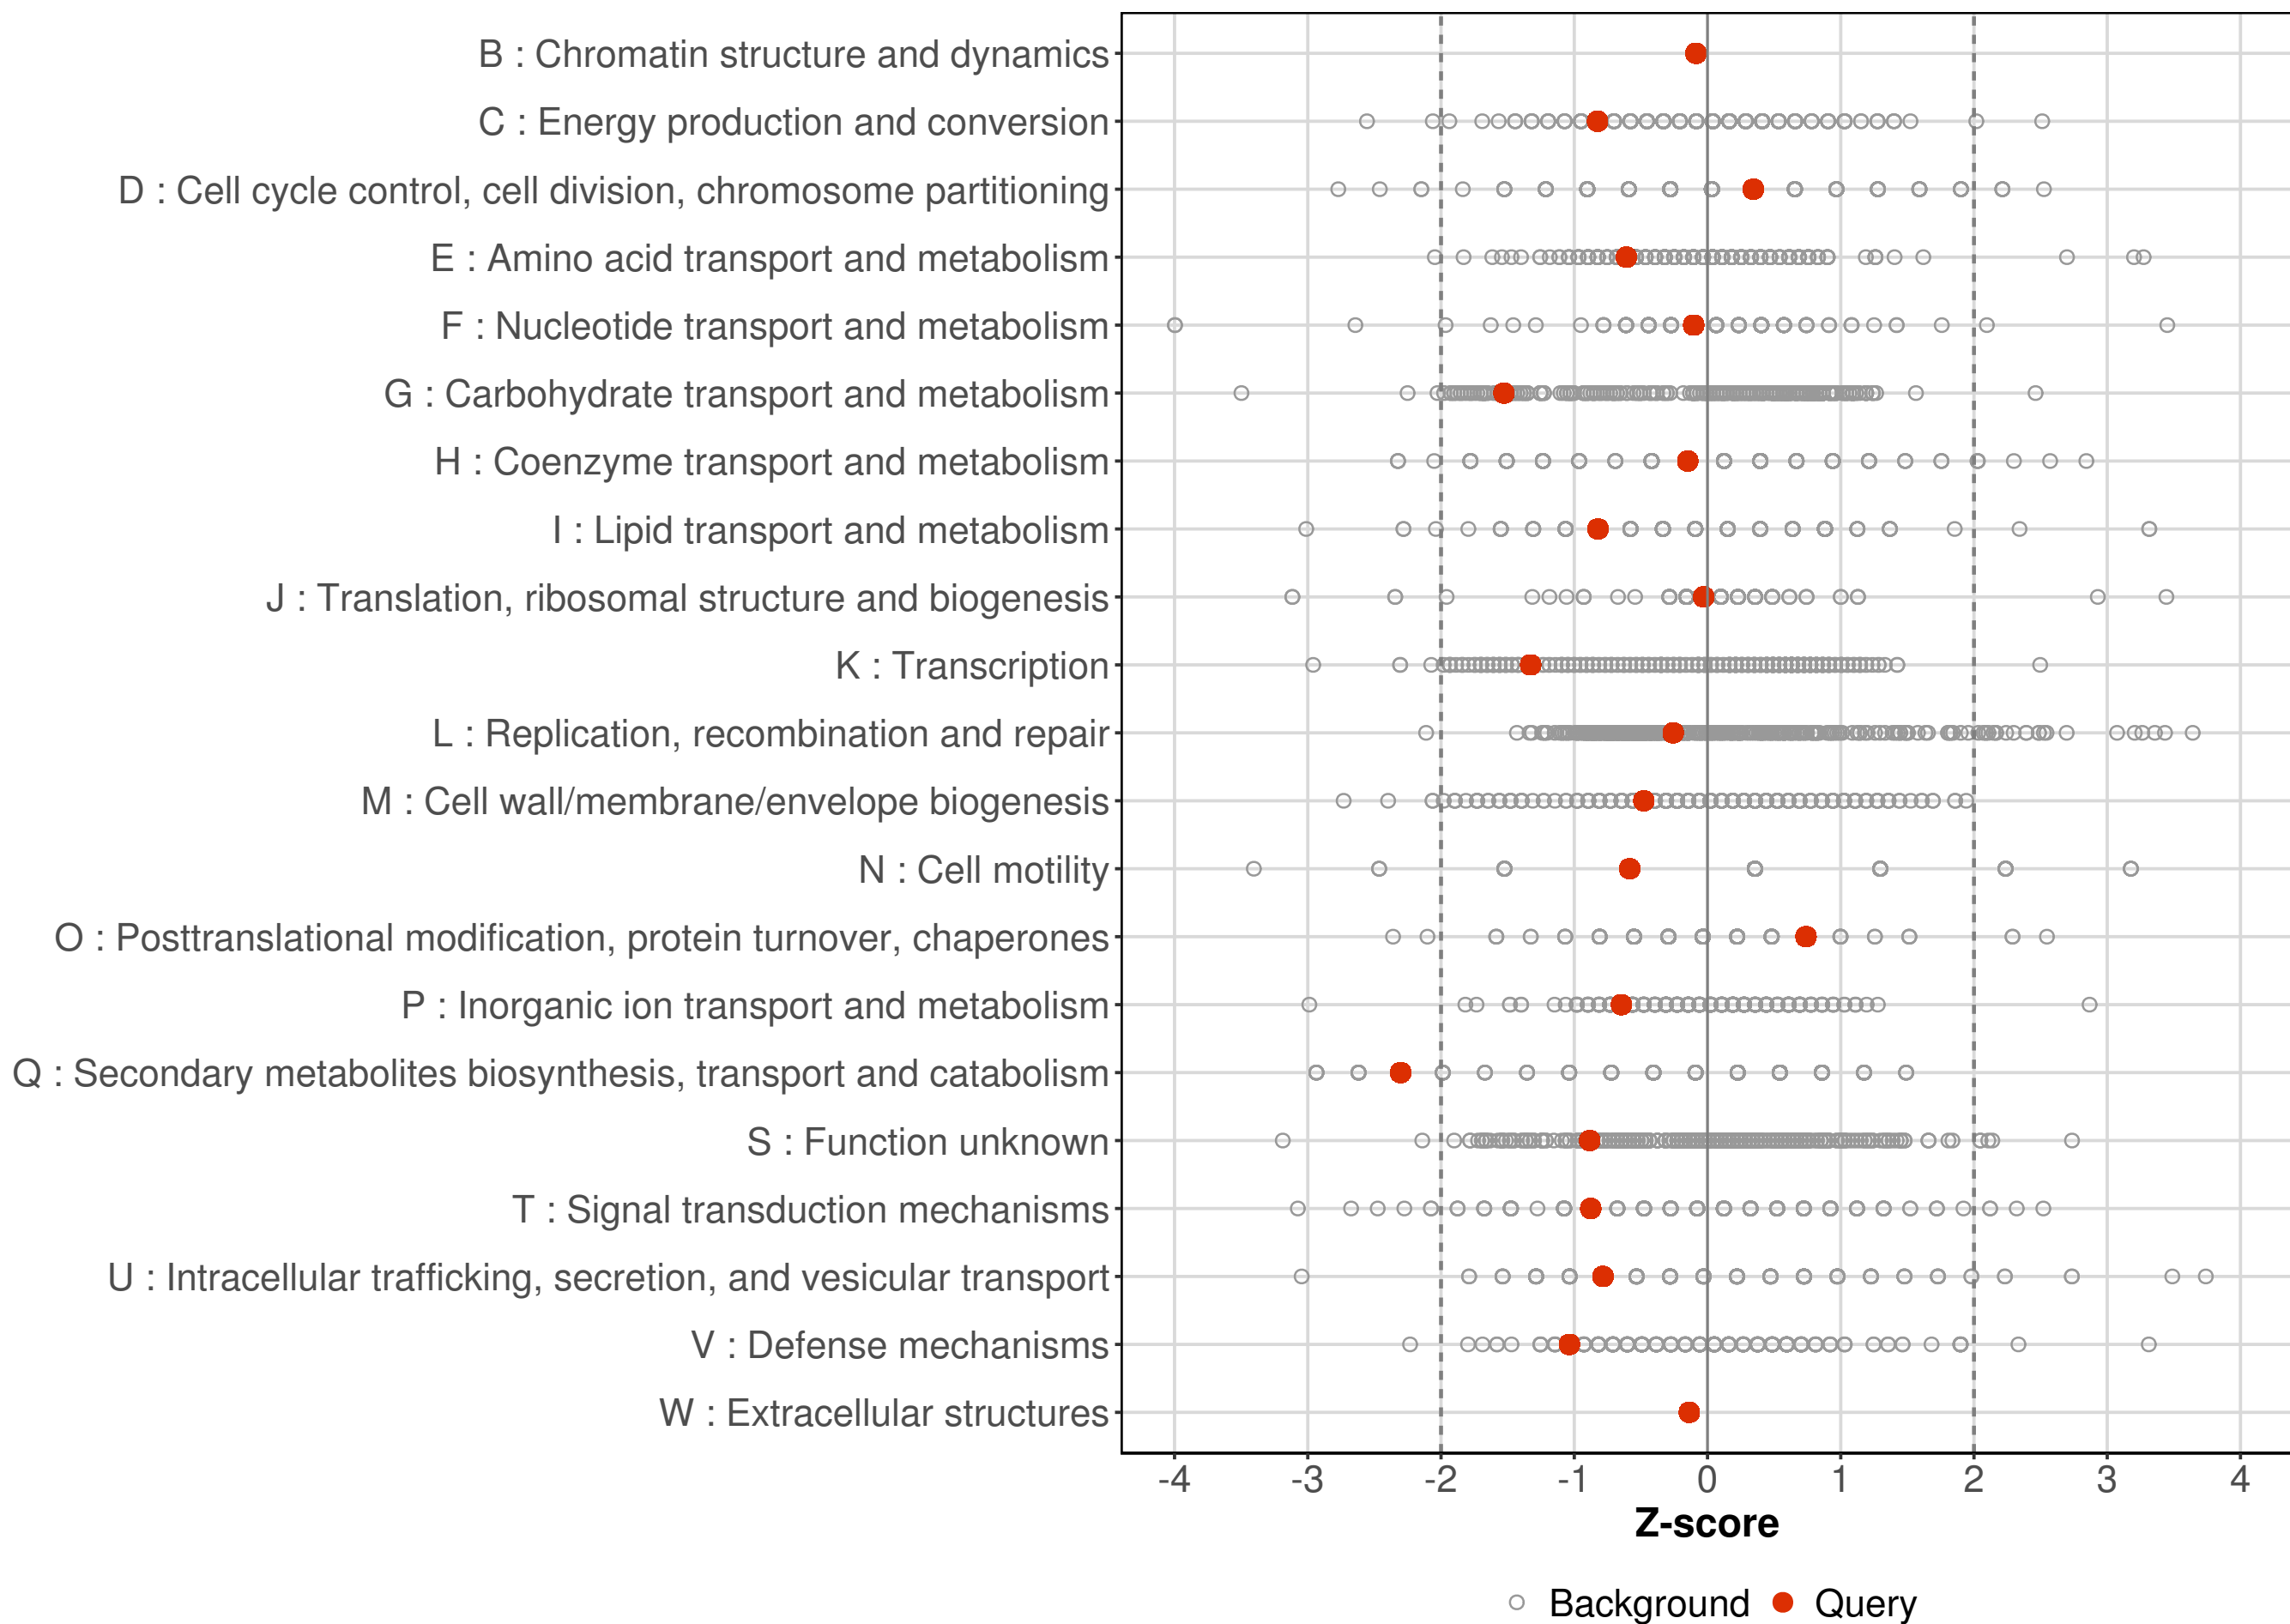 B : Chromatin structure and dynamics
C : Energy production and conversion
D : Cell cycle control, cell division, chromosome partitioning
E : Amino acid transport and metabolism
F : Nucleotide transport and metabolism
G : Carbohydrate transport and metabolism
H : Coenzyme transport and metabolism
I : Lipid transport and metabolism
J : Translation, ribosomal structure and biogenesis
K : Transcription
L : Replication, recombination and repair
M : Cell wall/membrane/envelope biogenesis
N : Cell motility
O : Posttranslational modification, protein turnover, chaperones
P : Inorganic ion transport and metabolism
Q : Secondary metabolites biosynthesis, transport and catabolism
S : Function unknown
T : Signal transduction mechanisms
U : Intracellular trafficking, secretion, and vesicular transport
V : Defense mechanisms
W : Extracellular structures
-4 -3 -2 -1 0 1 2 3 4
Z-score
Background Query